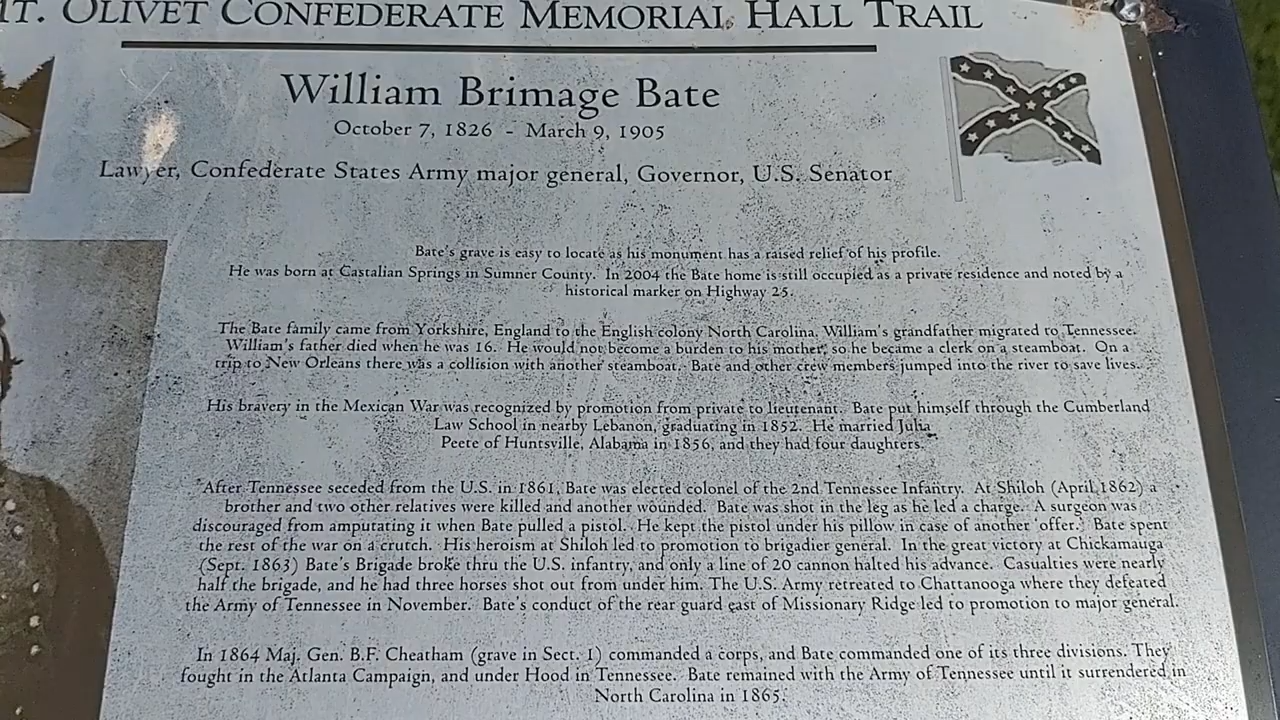 MT. OLIVET CONFEDERATE MEMORIAL HALL TRAIL
William Brimage Bate
October 7, 1826 - March 9, 1905
Lawyer, Confederate States Army major general, Governor, U.S. Senator
Bate's grave is easy to locate as his monument has a raised relief of his profile.
He was born at Castalian Springs in Sumner County. In 2004 the Bate home is still occupied as a private residence and noted by a
historical marker on Highway 25.
The Bate family came from Yorkshire, England to the English colony North Carolina. William's grandfather migrated to Tennessee.
William's father died when he was 16. He would not become a burden to his mother, so he became a clerk on a steamboat. On a
trip to New Orleans there was a collision with another steamboat. Bate and other crew members jumped into the river to save lives.
His bravery in the Mexican War was recognized by promotion from private to lieutenant. Bate put himself through the Cumberland
Law School in nearby Lebanon, graduating in 1852. He married Julia
Peete of Huntsville, Alabama in 1856, and they had four daughters.
After Tennessee seceded from the U.S. in 1861, Bate was elected colonel of the 2nd Tennessee Infantry. At Shiloh (April 1862) a
brother and two other relatives were killed and another wounded. Bate was shot in the leg as he led a charge. A surgeon was
discouraged from amputating it when Bate pulled a pistol. He kept the pistol under his pillow in case of another 'offer.' Bate spent
the rest of the war on a crutch. His heroism at Shiloh led to promotion to brigadier general. In the great victory at Chickamauga
(Sept. 1863) Bate's Brigade broke thru the U.S. infantry, and only a line of 20 cannon halted his advance. Casualties were nearly
half the brigade, and he had three horses shot out from under him. The U.S. Army retreated to Chattanooga where they defeated
the Army of Tennessee in November. Bate's conduct of the rear guard east of Missionary Ridge led to promotion to major general.
In 1864 Maj. Gen. B.F. Cheatham (grave in Sect. 1) commanded a corps, and Bate commanded one of its three divisions. They
fought in the Atlanta Campaign, and under Hood in Tennessee. Bate remained with the Army of Tennessee until it surrendered in
North Carolina in 1865.